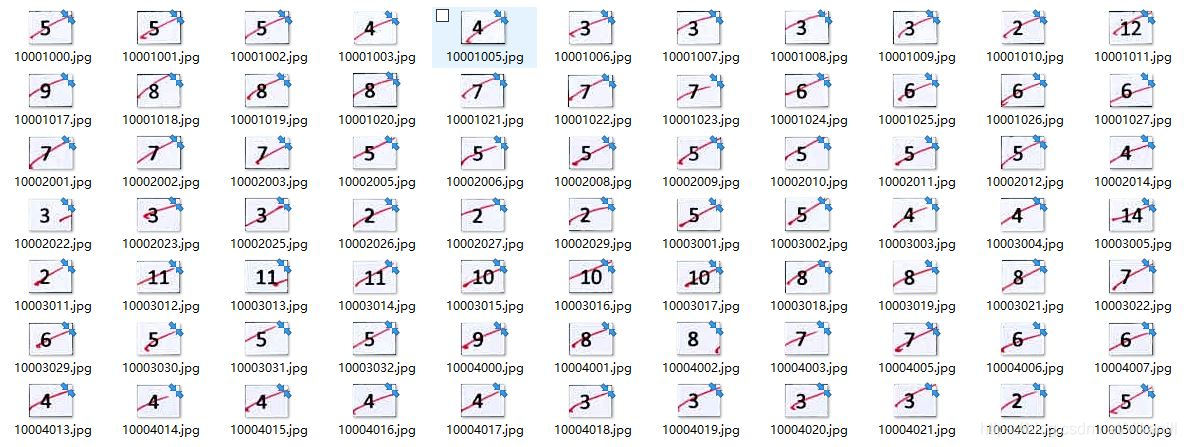 5 5 5 4 4 3 3 3 3 2 12
10001000.jpg 10001001.jpg 10001002.jpg 10001003.jpg 10001005.jpg 10001006.jpg 10001007.jpg 10001008.jpg 10001009.jpg 10001010.jpg 10001011.jpg
9 8 8 8 7 7 7 6 6 6 6
10001017.jpg 10001018.jpg 10001019.jpg 10001020.jpg 10001021.jpg 10001022.jpg 10001023.jpg 10001024.jpg 10001025.jpg 10001026.jpg 10001027.jpg
7 7 7 5 5 5 5 5 5 5 4
10002001.jpg 10002002.jpg 10002003.jpg 10002005.jpg 10002006.jpg 10002008.jpg 10002009.jpg 10002010.jpg 10002011.jpg 10002012.jpg 10002014.jpg
3 3 3 2 2 2 5 5 4 4 14
10002022.jpg 10002023.jpg 10002025.jpg 10002026.jpg 10002027.jpg 10002029.jpg 10003001.jpg 10003002.jpg 10003003.jpg 10003004.jpg 10003005.jpg
2 11 11 11 10 10 10 8 8 8 7
10003011.jpg 10003012.jpg 10003013.jpg 10003014.jpg 10003015.jpg 10003016.jpg 10003017.jpg 10003018.jpg 10003019.jpg 10003021.jpg 10003022.jpg
6 5 5 5 9 8 8 7 7 6 6
10003029.jpg 10003030.jpg 10003031.jpg 10003032.jpg 10004000.jpg 10004001.jpg 10004002.jpg 10004003.jpg 10004005.jpg 10004006.jpg 10004007.jpg
4 4 4 4 4 3 3 3 3 2 5
10004013.jpg 10004014.jpg 10004015.jpg 10004016.jpg 10004017.jpg 10004018.jpg 10004019.jpg 10004020.jpg 10004021.jpg 10004022.jpg 10005000.jpg